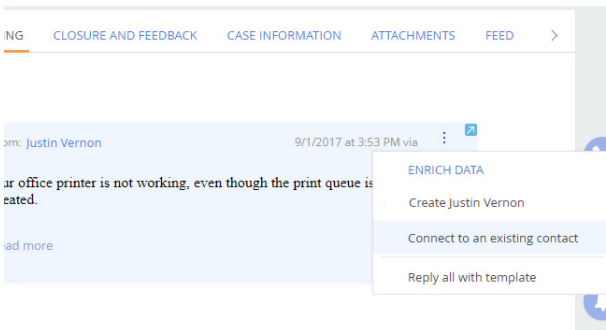 NG CLOSURE AND FEEDBACK CASE INFORMATION ATTACHMENTS FEED
om: Justin Vernon 9/1/2017 at 3:53 PM via
ur office printer is not working, even though the print queue is
eated.
ead more
ENRICH DATA
Create Justin Vernon
Connect to an existing contact
Reply all with template